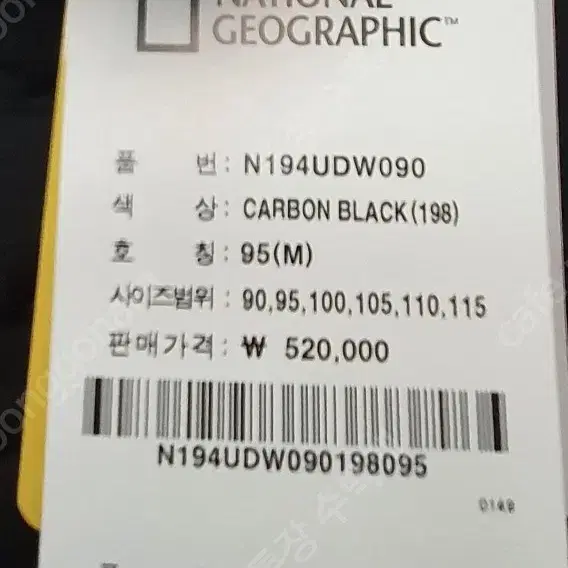 NATIONAL
GEOGRAPHIC™
품 번 : N194UDW090
색 상 : CARBON BLACK(198)
호 칭 : 95(M)
사이즈범위 : 90,95,100,105,110,115
판매가격 : ₩ 520,000
N194UDW090198095